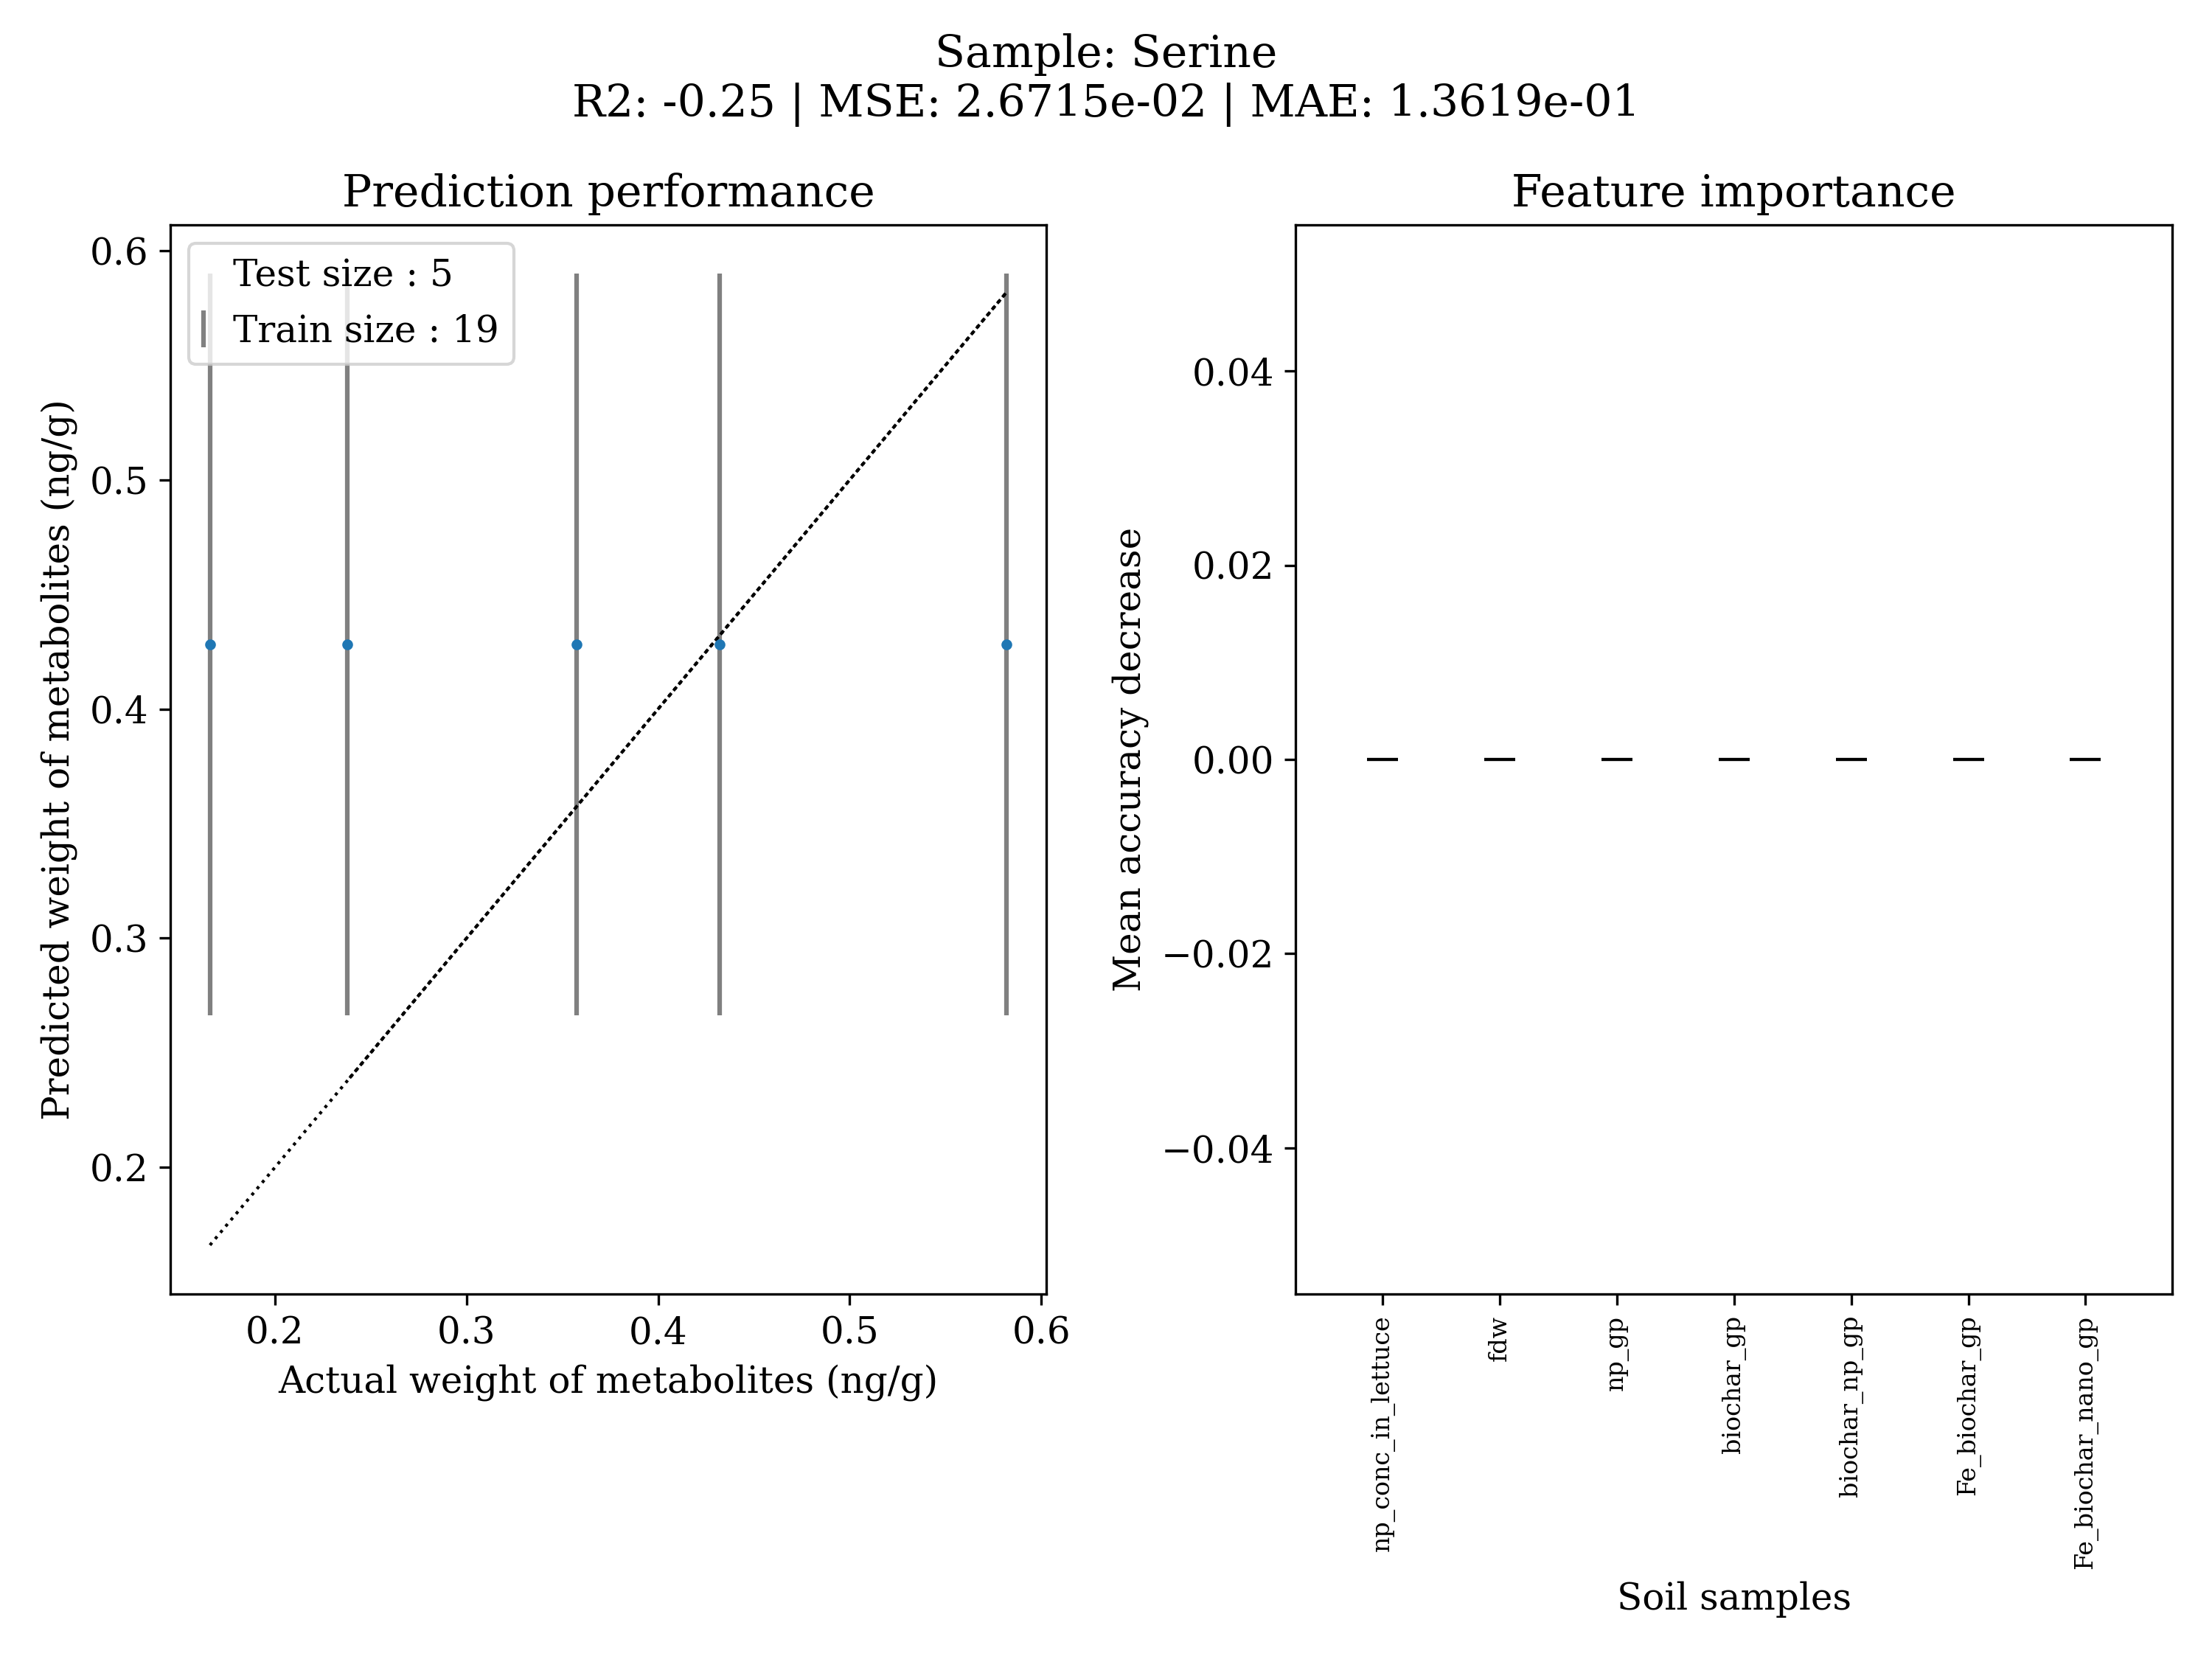 Sample: Serine
R2: -0.25 | MSE: 2.6715e-02 | MAE: 1.3619e-01
Prediction performance
Test size : 5
Train size : 19
0.6
0.5
0.4
0.3
0.2
Predicted weight of metabolites (ng/g)
0.2
0.3
0.4
0.5
0.6
Actual weight of metabolites (ng/g)
Feature importance
0.04
0.02
0.00
−0.02
−0.04
Mean accuracy decrease
np_conc_in_lettuce
fdw
np_gp
biochar_gp
biochar_np_gp
Fe_biochar_gp
Fe_biochar_nano_gp
Soil samples